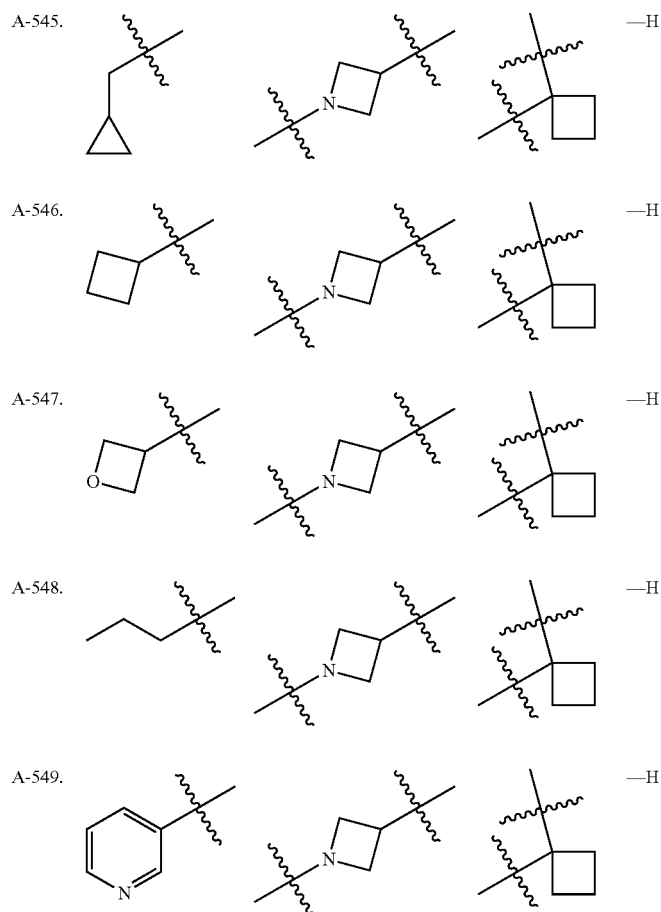 A-545. —H
N
A-546. —H
N
A-547. —H
O N
A-548. —H
N
A-549. —H
N N